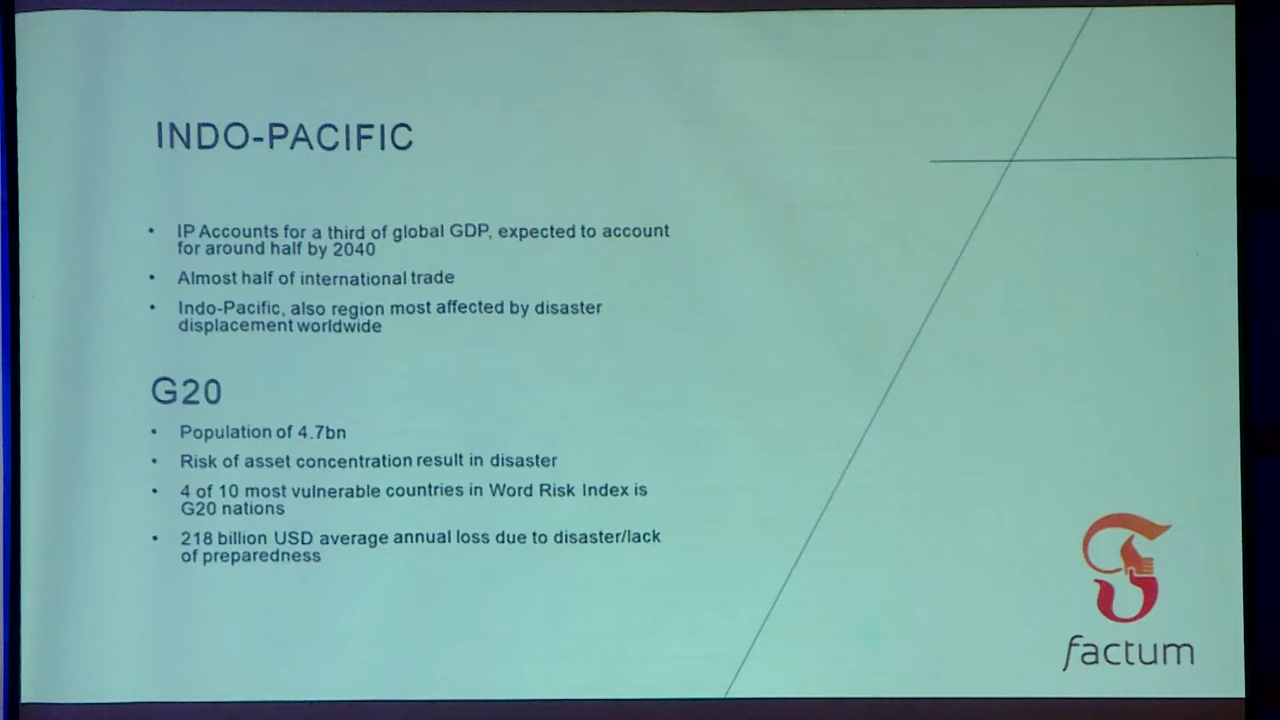 INDO-PACIFIC
• IP Accounts for a third of global GDP, expected to account
for around half by 2040
• Almost half of international trade
• Indo-Pacific, also region most affected by disaster
displacement worldwide
G20
• Population of 4.7bn
• Risk of asset concentration result in disaster
• 4 of 10 most vulnerable countries in Word Risk Index is
G20 nations
• 218 billion USD average annual loss due to disaster/lack
of preparedness
factum